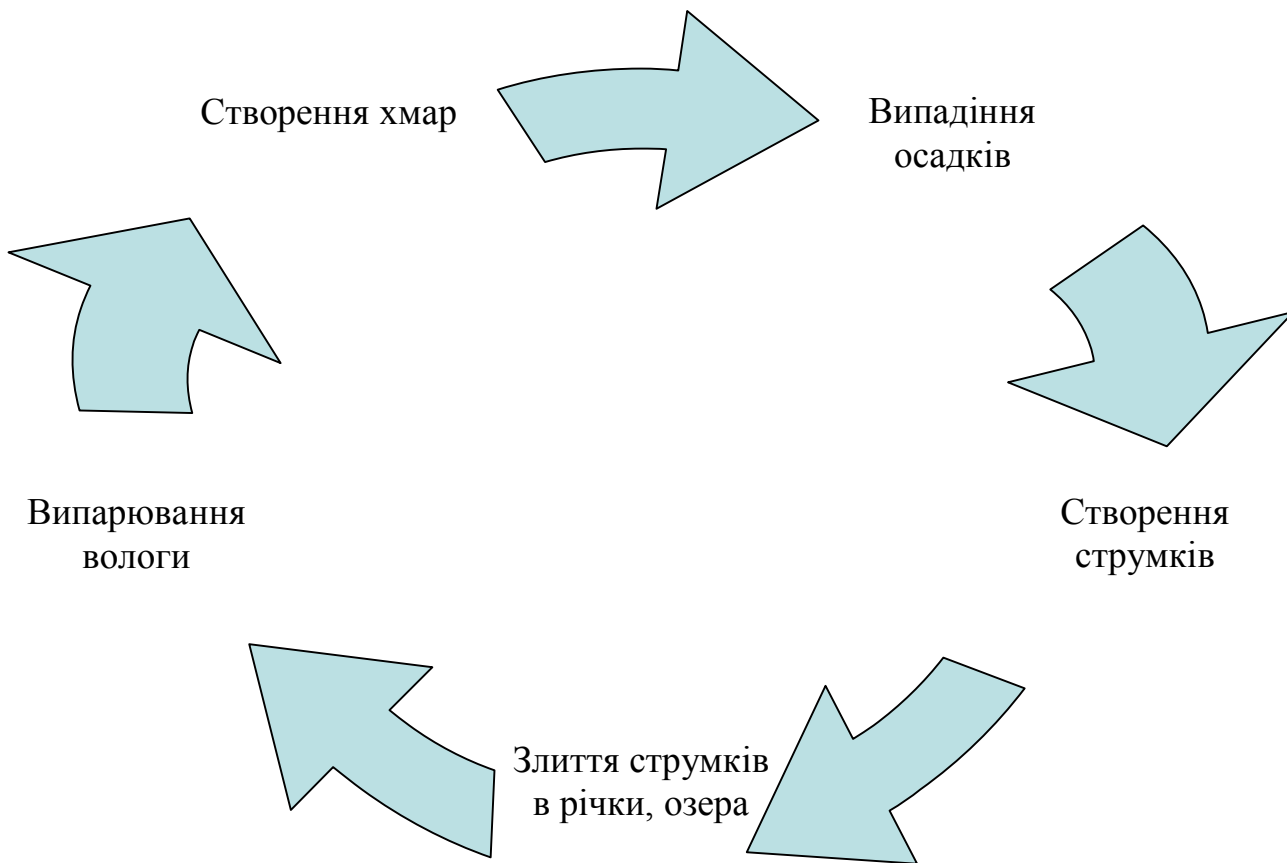 Створення хмар
Випадіння
осадків
Випарювання
вологи
Створення
струмків
Злиття струмків
в річки, озера